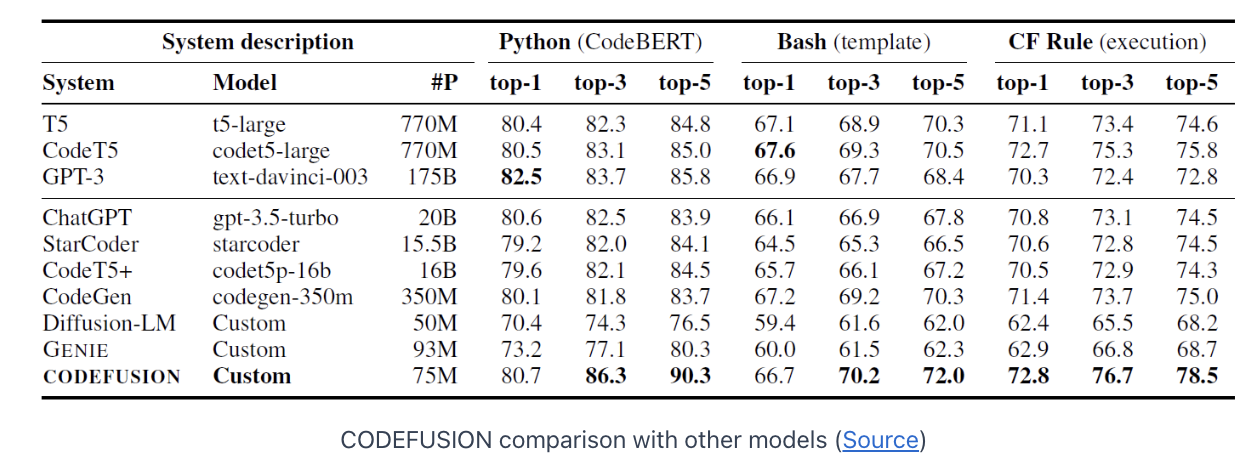 System description Python (CodeBERT) Bash (template) CF Rule (execution)
System Model #P top-1 top-3 top-5 top-1 top-3 top-5 top-1 top-3 top-5
T5 t5-large 770M 80.4 82.3 84.8 67.1 68.9 70.3 71.1 73.4 74.6
CodeT5 codet5-large 770M 80.5 83.1 85.0 67.6 69.3 70.5 72.7 75.3 75.8
GPT-3 text-davinci-003 175B 82.5 83.7 85.8 66.9 67.7 68.4 70.3 72.4 72.8
ChatGPT gpt-3.5-turbo 20B 80.6 82.5 83.9 66.1 66.9 67.8 70.8 73.1 74.5
StarCoder starcoder 15.5B 79.2 82.0 84.1 64.5 65.3 66.5 70.6 72.8 74.5
CodeT5+ codet5p-16b 16B 79.6 82.1 84.5 65.7 66.1 67.2 70.5 72.9 74.3
CodeGen codegen-350m 350M 80.1 81.8 83.7 67.2 69.2 70.3 71.4 73.7 75.0
Diffusion-LM Custom 50M 70.4 74.3 76.5 59.4 61.6 62.0 62.4 65.5 68.2
GENIE Custom 93M 73.2 77.1 80.3 60.0 61.5 62.3 62.9 66.8 68.7
CODEFUSION Custom 75M 80.7 86.3 90.3 66.7 70.2 72.0 72.8 76.7 78.5
CODEFUSION comparison with other models (Source)